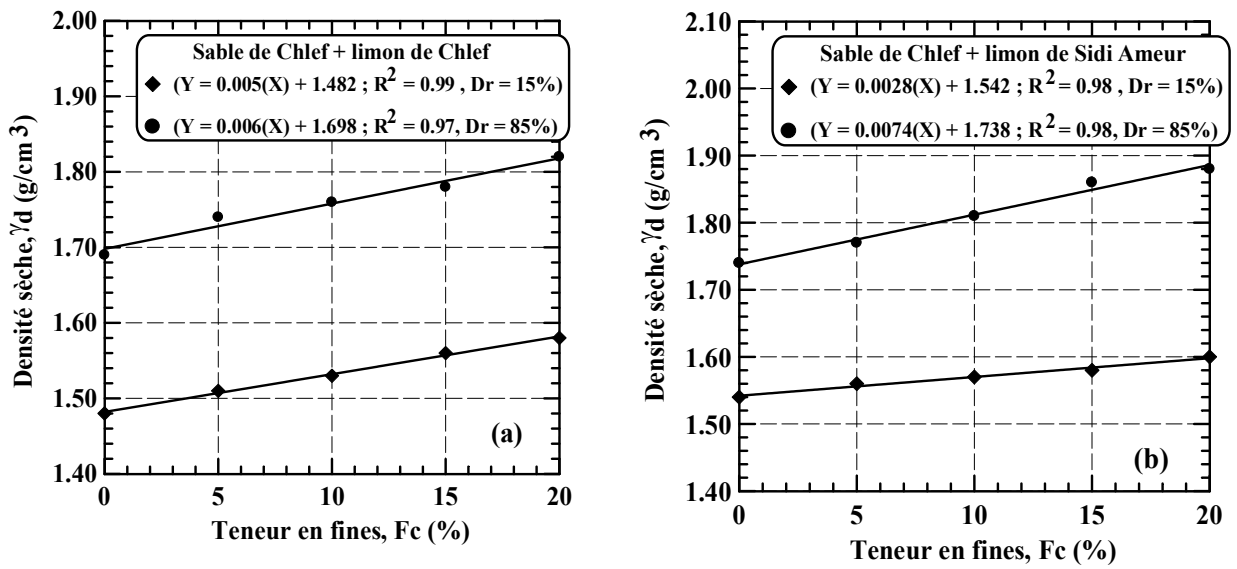 Sable de Chlef + limon de Chlef
(Y = 0.005(X) + 1.482 ; R² = 0.99 , Dr = 15%)
(Y = 0.006(X) + 1.698 ; R² = 0.97, Dr = 85%)
Densité sèche,γd (g/cm ³)
2.00
1.90
1.80
1.70
1.60
1.50
1.40
0 5 10 15 20
Teneur en fines, Fc (%)
(a)
Sable de Chlef + limon de Sidi Ameur
(Y = 0.0028(X) + 1.542 ; R² = 0.98 , Dr = 15%)
(Y = 0.0074(X) + 1.738 ; R² = 0.98, Dr = 85%)
Densité sèche,γd (g/cm ³)
2.10
2.00
1.90
1.80
1.70
1.60
1.50
1.40
0 5 10 15 20
Teneur en fines, Fc (%)
(b)